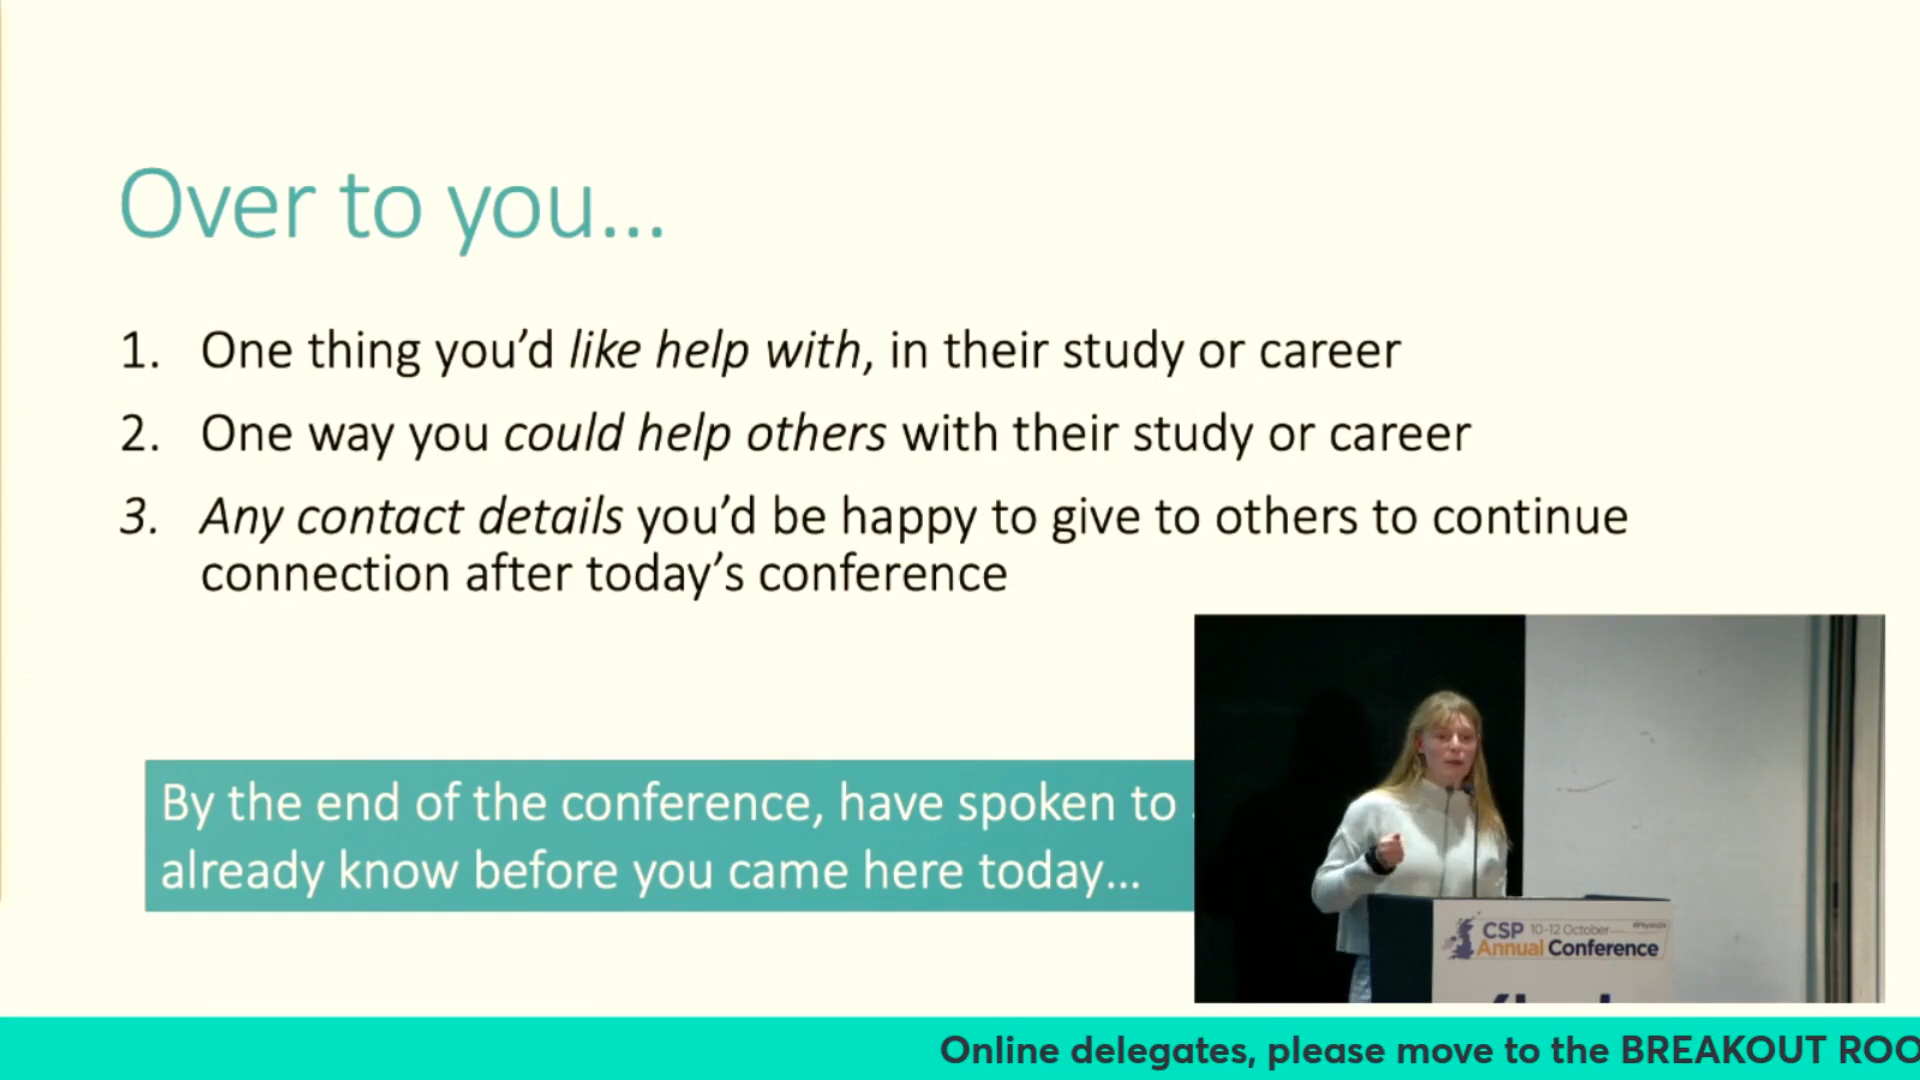 Over to you...
1. One thing you'd like help with, in their study or career
2. One way you could help others with their study or career
3. Any contact details you'd be happy to give to others to continue
connection after today's conference
By the end of the conference, have spoken to
already know before you came here today...
CSP 10-12 October
Annual Conference
Online delegates, please move to the BREAKOUT ROO